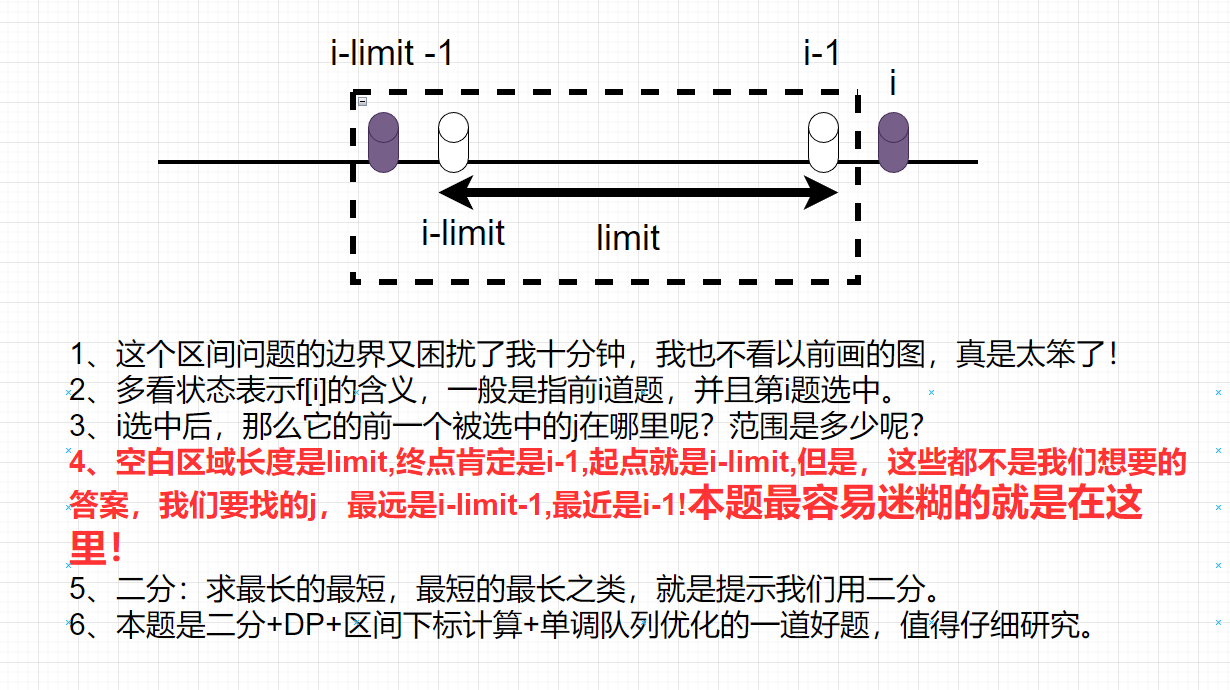 i-limit -1
i-1
i
i-limit
limit
1、这个区间问题的边界又困扰了我十分钟，我也不看以前画的图，真是太笨了！
2、多看状态表示f[i]的含义，一般是指前i道题，并且第i题选中。
3、i选中后，那么它的前一个被选中的j在哪里呢？范围是多少呢？
4、空白区域长度是limit,终点肯定是i-1,起点就是i-limit,但是，这些都不是我们想要的
答案，我们要找的j，最远是i-limit-1,最近是i-1!本题最容易迷糊的就是在这
里！
5、二分：求最长的最短，最短的最长之类，就是提示我们用二分。
6、本题是二分+DP+区间下标计算+单调队列优化的一道好题，值得仔细研究。